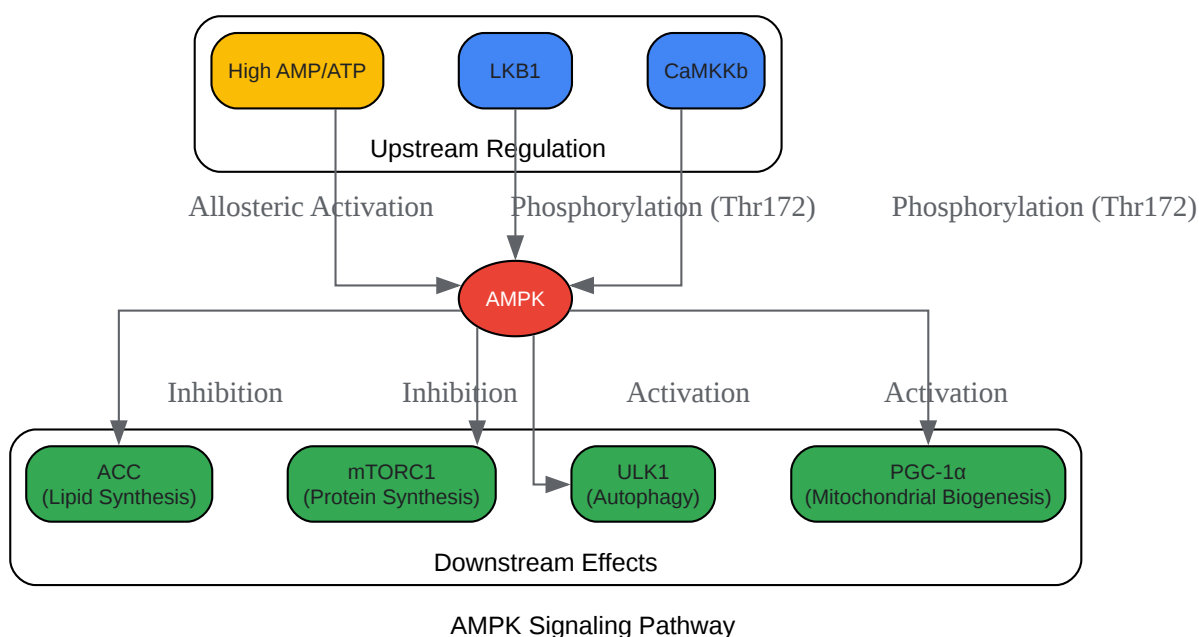 High AMP/ATP
LKB1
CaMKKb
Upstream Regulation
Allosteric Activation
Phosphorylation (Thr172)
Phosphorylation (Thr172)
AMPK
Inhibition
Inhibition
Activation
Activation
ACC
(Lipid Synthesis)
mTORC1
(Protein Synthesis)
ULK1
(Autophagy)
PGC-1α
(Mitochondrial Biogenesis)
Downstream Effects
AMPK Signaling Pathway